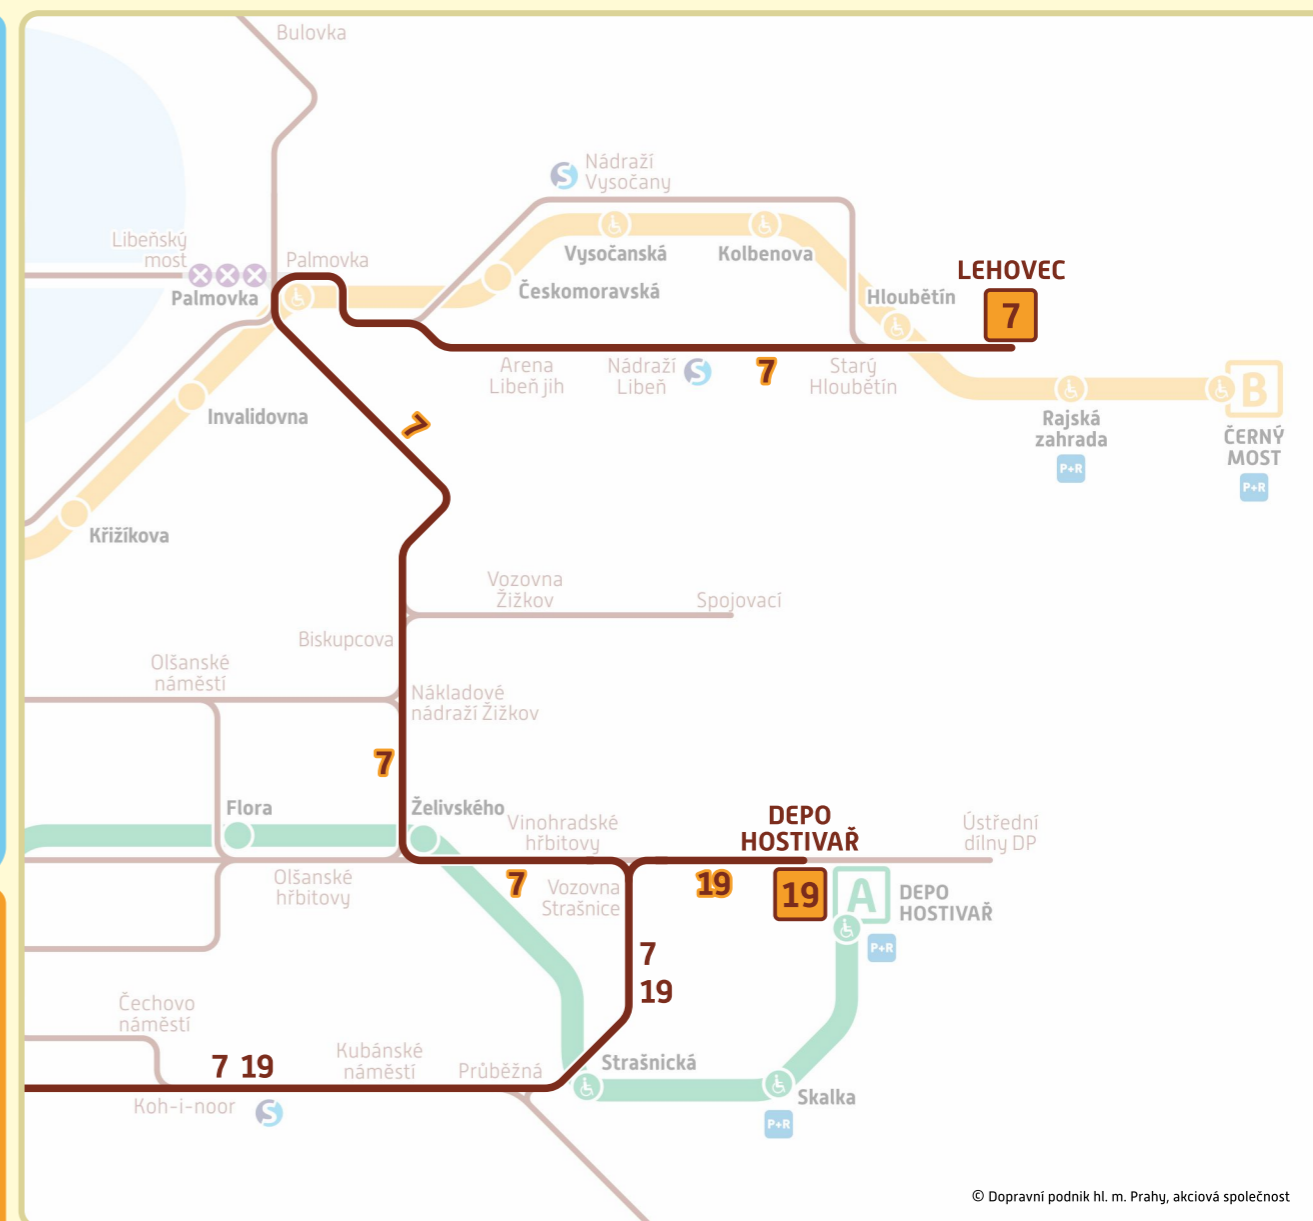 Bulovka
Nádraží
Vysočany
S
Libeňský
most
Palmovka
Palmovka
Vysočanská
Kolbenova
Českomoravská
LEHOVEC
7
Hloubětín
Arena
Libeň jih
Nádraží
Libeň
S
7
Starý
Hloubětín
B
Rajská
zahrada
P+R
ČERNÝ
MOST
P+R
7
Invalidovna
Křižíkova
Vozovna
Žižkov
Spojovací
Biskupcova
Olšanské
náměstí
Nákladové
nádraží Žižkov
7
Flora
Želivského
Vinohradské
hřbitovy
DEPO
HOSTIVAŘ
Ústřední
dílny DP
Olšanské
hřbitovy
7
Vozovna
Strašnice
19
19
A
DEPO
HOSTIVAŘ
P+R
7
19
Čechovo
náměstí
7 19
Kubánské
náměstí
Průběžná
Strašnická
Koh-i-noor
S
Skalka
P+R
© Dopravní podnik hl. m. Prahy, akciová společnost